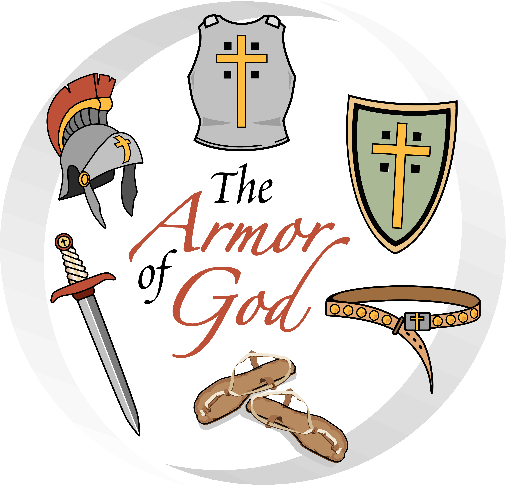 The
Armor
of
God